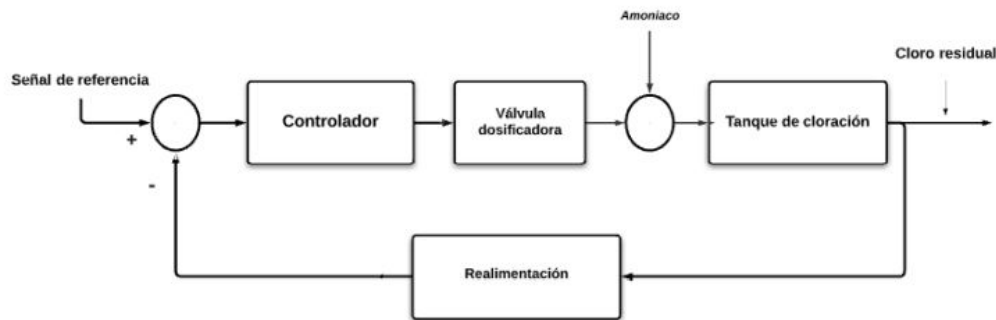 Amoniaco
Señal de referencia
Cloro residual
Controlador
Válvula
dosificadora
Tanque de cloración
+
-
Realimentación